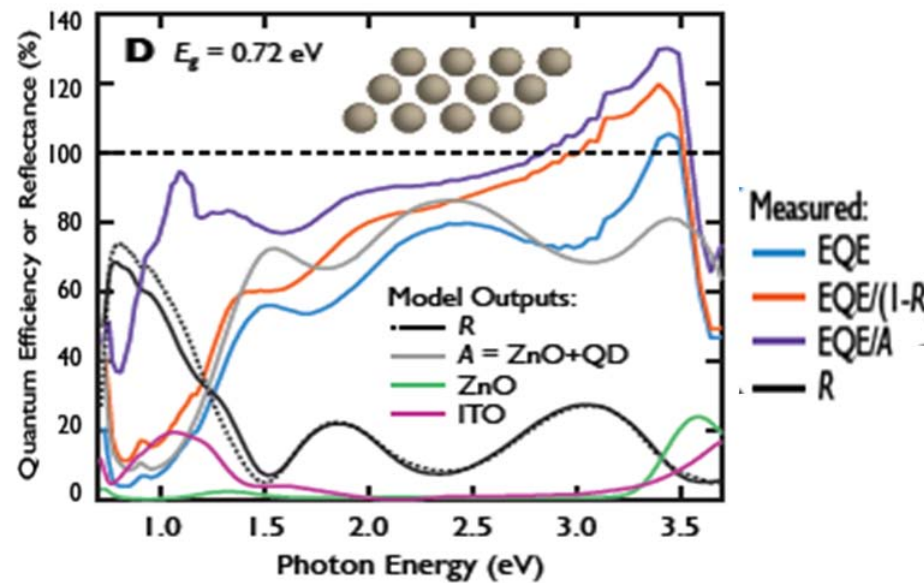 140
120
100
80
60
40
20
0
Quantum Efficiency or Reflectance (%)
D Eg = 0.72 eV
Model Outputs:
R
A = ZnO+QD
ZnO
ITO
1.0 1.5 2.0 2.5 3.0 3.5
Photon Energy (eV)
Measured:
EQE
EQE/(1-R
EQE/A
R